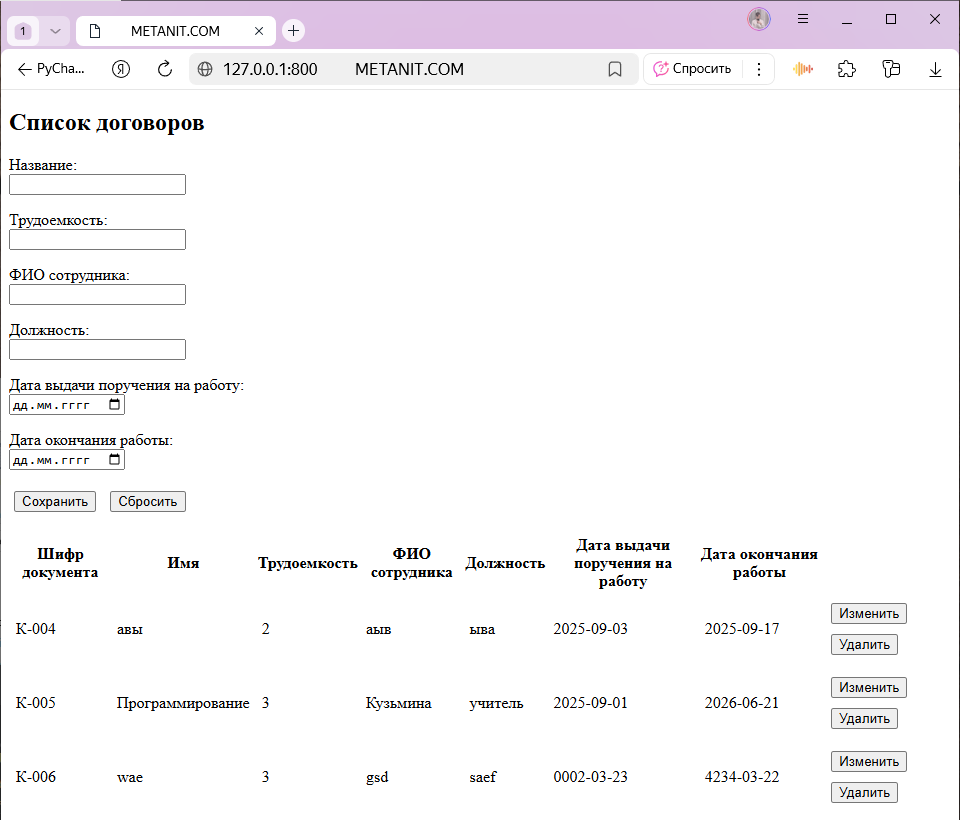 1
METANIT.COM
PyCha...
Я
127.0.0.1:800 METANIT.COM
Спросить
Список договоров
Название:
Трудоемкость:
ФИО сотрудника:
Должность:
Дата выдачи поручения на работу:
дд.мм.гггг
Дата окончания работы:
дд.мм.гггг
Сохранить Сбросить
Шифр документа Имя Трудоемкость ФИО сотрудника Должность Дата выдачи поручения на работу Дата окончания работы
К-004 авы 2 аыв ыва 2025-09-03 2025-09-17 Изменить
Удалить
К-005 Программирование 3 Кузьмина учитель 2025-09-01 2026-06-21 Изменить
Удалить
К-006 wae 3 gsd saef 0002-03-23 4234-03-22 Изменить
Удалить